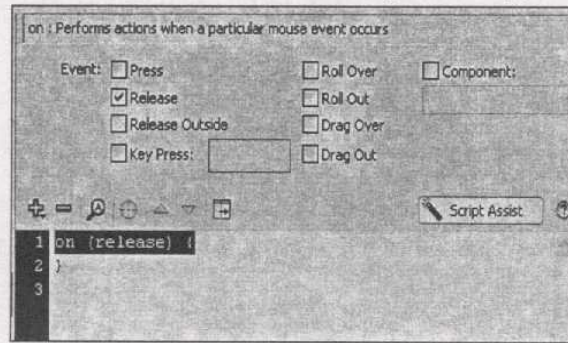 on : Performs actions when a particular mouse event occurs
Event: Press Roll Over Component:
Release Roll Out
Release Outside Drag Over
Key Press: Drag Out
Script Assist
1 on (release) {
2 }
3